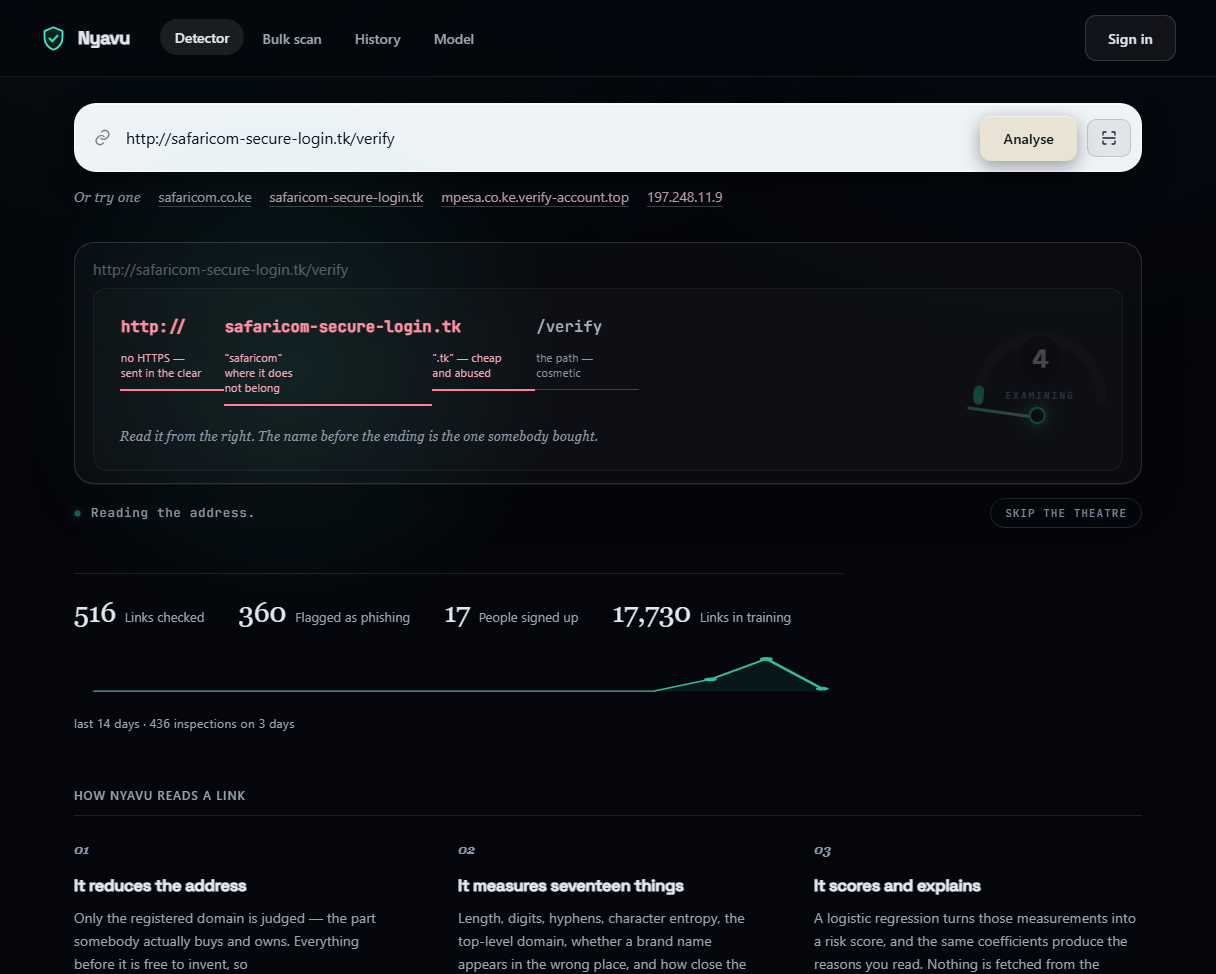 Nyavu
Detector
Bulk scan
History
Model
Sign in
http://safaricom-secure-login.tk/verify
Analyse
Or try one
safaricom.co.ke
safaricom-secure-login.tk
mpesa.co.ke.verify-account.top
197.248.11.9
http://safaricom-secure-login.tk/verify
http:// safaricom-secure-login.tk /verify
no HTTPS —
sent in the clear
"safaricom"
where it does
not belong
".tk" — cheap
and abused
the path —
cosmetic
4
EXAMINING
Read it from the right. The name before the ending is the one somebody bought.
Reading the address.
SKIP THE THEATRE
516 Links checked
360 Flagged as phishing
17 People signed up
17,730 Links in training
last 14 days · 436 inspections on 3 days
HOW NYAVU READS A LINK
01
It reduces the address
Only the registered domain is judged — the part
somebody actually buys and owns. Everything
before it is free to invent, so
02
It measures seventeen things
Length, digits, hyphens, character entropy, the
top-level domain, whether a brand name
appears in the wrong place, and how close the
03
It scores and explains
A logistic regression turns those measurements into
a risk score, and the same coefficients produce the
reasons you read. Nothing is fetched from the